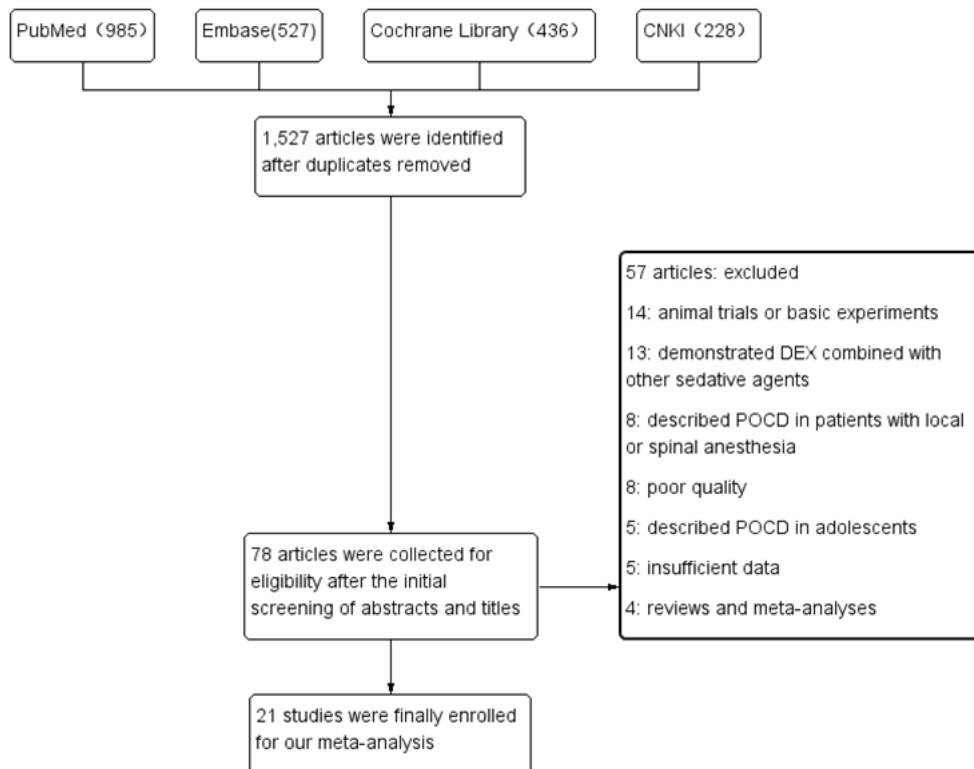 PubMed（985）
Embase(527)
Cochrane Library（436）
CNKI（228）
1,527 articles were identified
after duplicates removed
57 articles: excluded
14: animal trials or basic experiments
13: demonstrated DEX combined with
other sedative agents
8: described POCD in patients with local
or spinal anesthesia
8: poor quality
5: described POCD in adolescents
5: insufficient data
4: reviews and meta-analyses
78 articles were collected for
eligibility after the initial
screening of abstracts and titles
21 studies were finally enrolled
for our meta-analysis